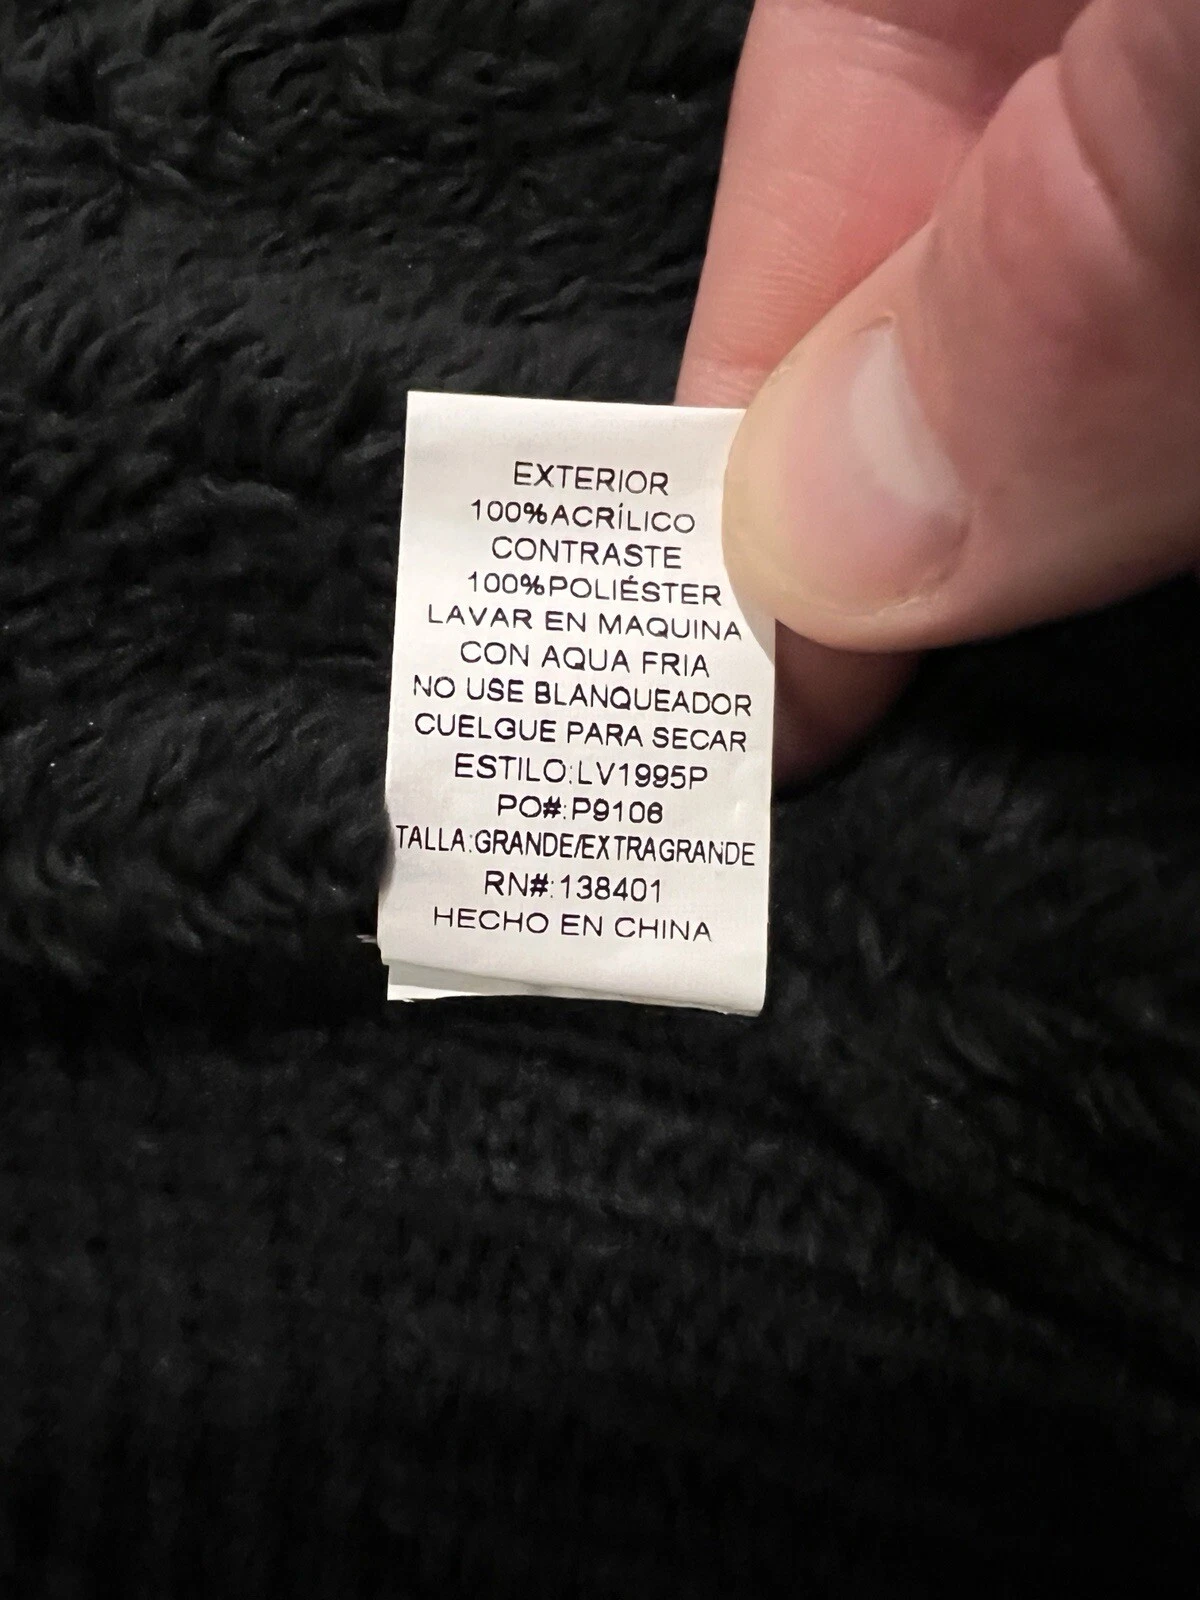 EXTERIOR
100%ACRÍLICO
CONTRASTE
100%POLIÉSTER
LAVAR EN MAQUINA
CON AQUA FRIA
NO USE BLANQUEADOR
CUELGUE PARA SECAR
ESTILO:LV1995P
PO#:P9106
TALLA:GRANDE/EXTRAGRANDE
RN#:138401
HECHO EN CHINA